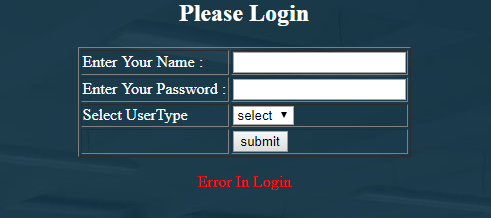 Please Login
Enter Your Name :
Enter Your Password :
Select UserType select
submit
Error In Login